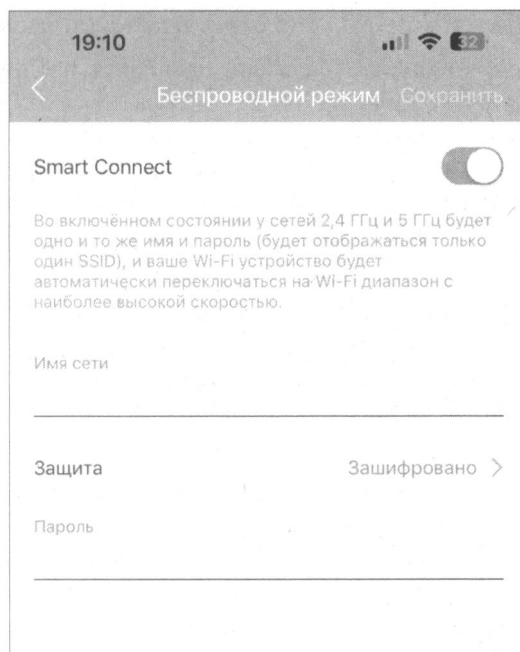 19:10
32
Беспроводной режим Сохранить
Smart Connect
Во включённом состоянии у сетей 2,4 ГГц и 5 ГГц будет
одно и то же имя и пароль (будет отображаться только
один SSID), и ваше Wi-Fi устройство будет
автоматически переключаться на Wi-Fi диапазон с
наиболее высокой скоростью.
Имя сети
Защита Зашифровано
Пароль